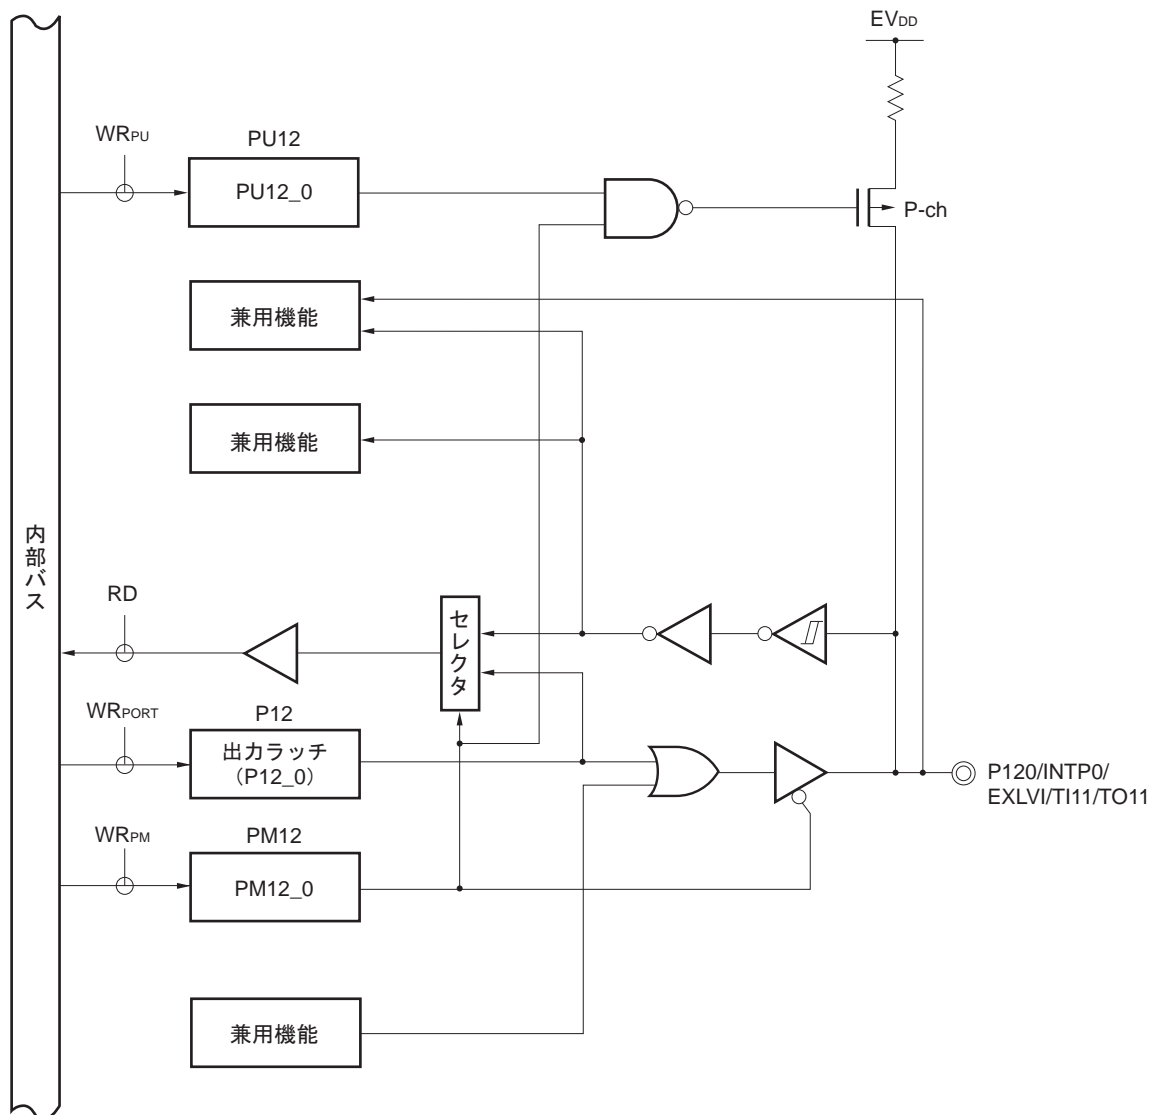 EVDD
WRPU
PU12
PU12_0
P-ch
兼用機能
兼用機能
内部バス
RD
セレクタ
WRPORT
P12
出力ラッチ
(P12_0)
P120/INTP0/
EXLVI/TI11/TO11
WRPM
PM12
PM12_0
兼用機能